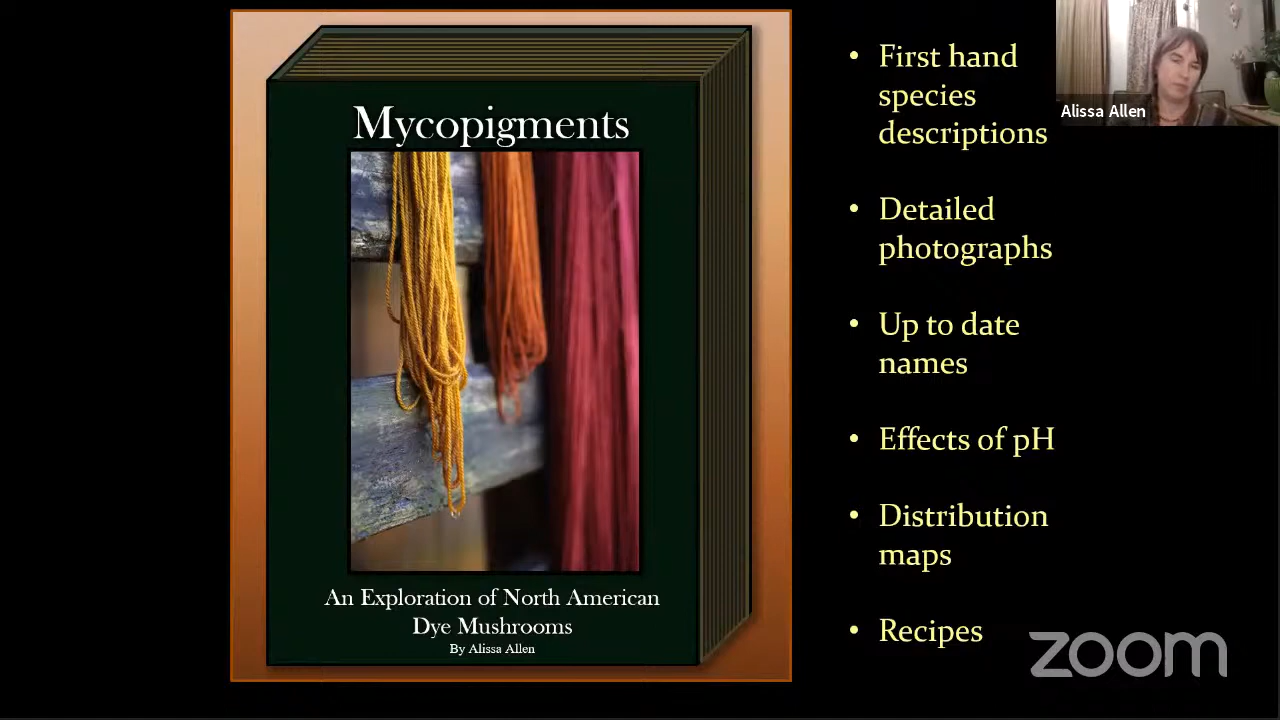 Mycopigments
An Exploration of North American
Dye Mushrooms
By Alissa Allen
• First hand
species
descriptions
• Detailed
photographs
• Up to date
names
• Effects of pH
• Distribution
maps
• Recipes
Alissa Allen
zoom